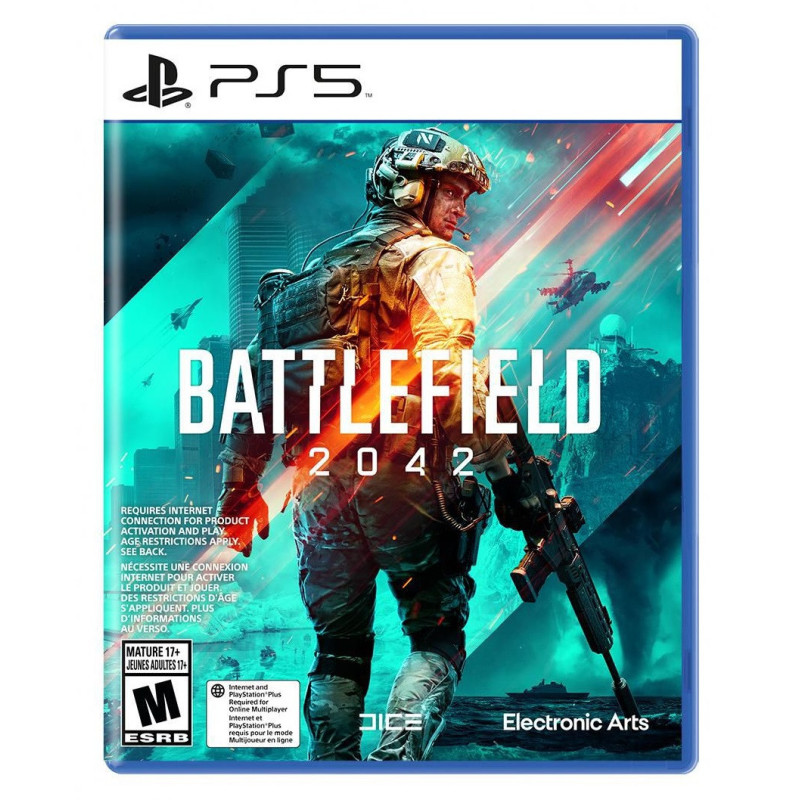 PS5
BATTLEFIELD
2042
REQUIRES INTERNET
CONNECTION FOR PRODUCT
ACTIVATION AND PLAY.
AGE RESTRICTIONS APPLY.
SEE BACK.
NÉCESSITE UNE CONNEXION
INTERNET POUR ACTIVER
LE PRODUIT ET JOUER.
DES RESTRICTIONS D'ÂGE
S'APPLIQUENT. PLUS
D'INFORMATIONS
AU VERSO.
MATURE 17+
JEUNES ADULTES 17+
M
ESRB
Internet and
PlayStation®Plus
Required for
Online Multiplayer
Internet et
PlayStation®Plus
requis pour le mode
Multijoueur en ligne
DICE
Electronic Arts